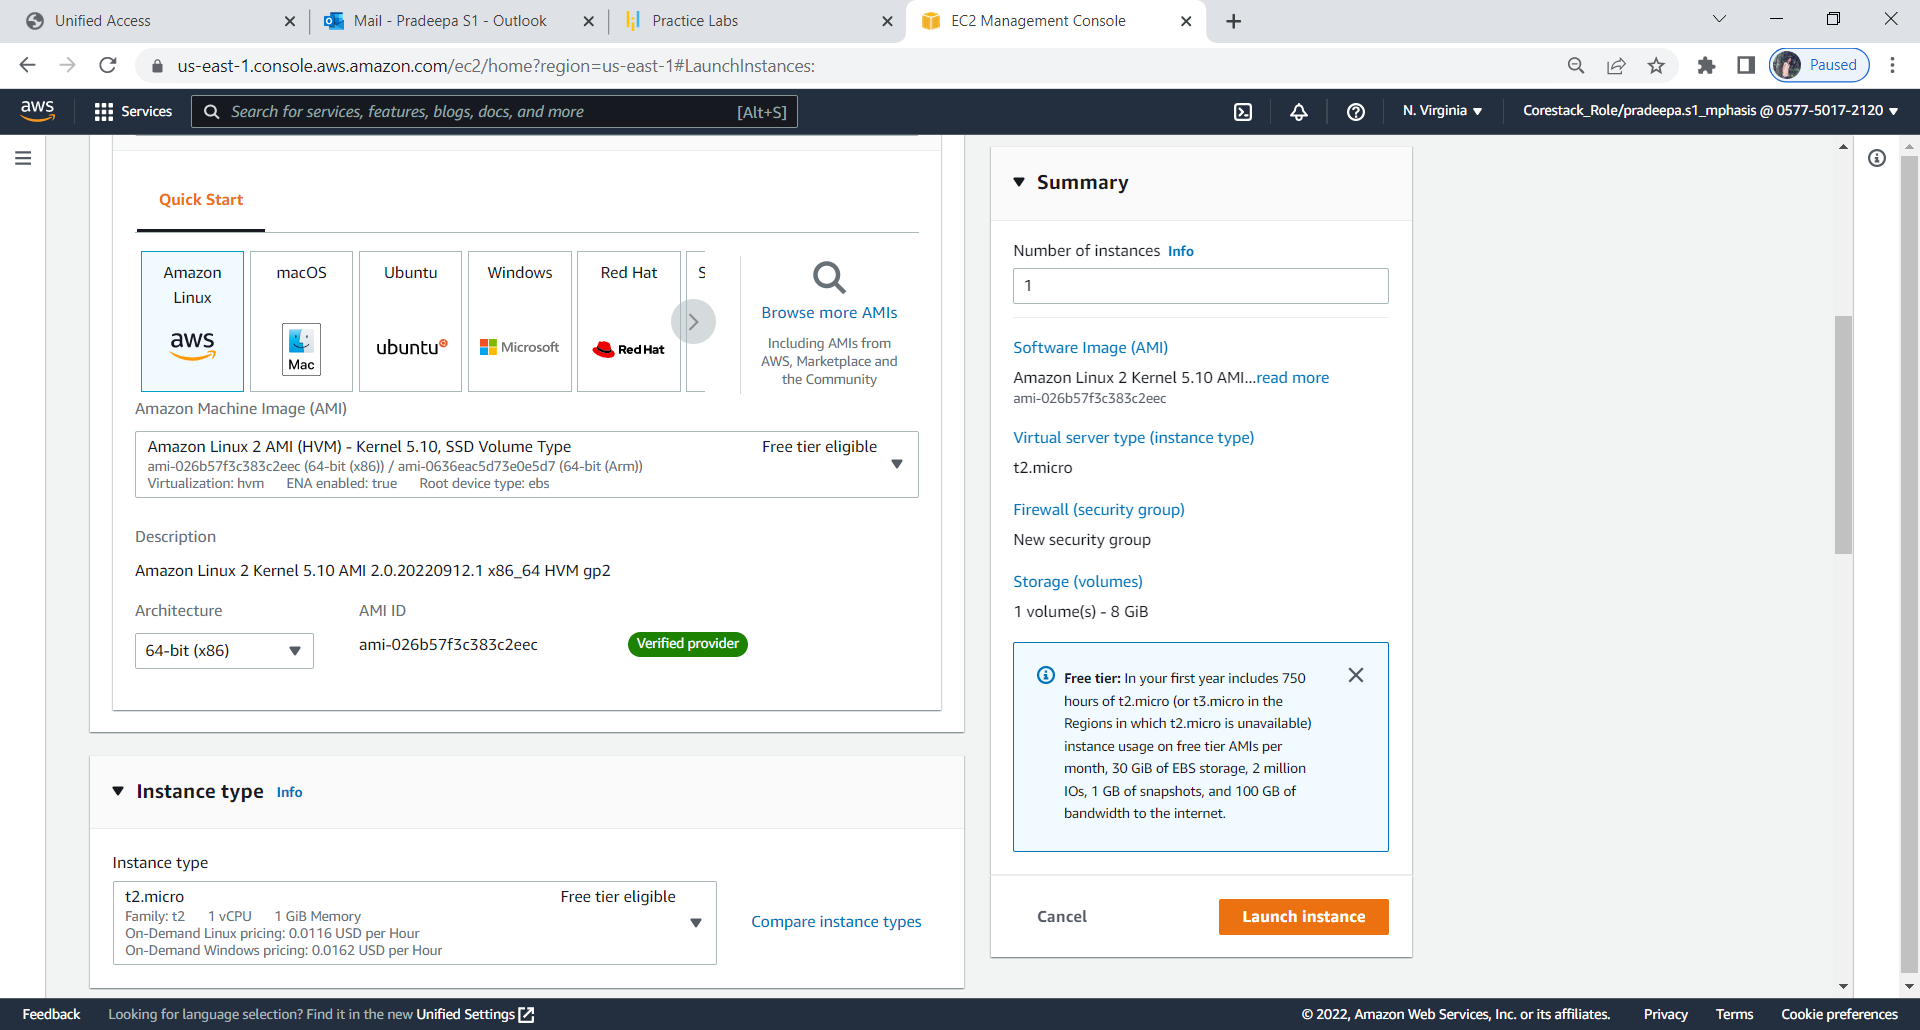 Unified Access
Mail - Pradeepa S1 - Outlook
Practice Labs
EC2 Management Console
us-east-1.console.aws.amazon.com/ec2/home?region=us-east-1#LaunchInstances:
Paused
aws
Services
Search for services, features, blogs, docs, and more
[Alt+S]
N. Virginia
Corestack_Role/pradeepa.s1_mphasis @ 0577-5017-2120
Quick Start
Amazon
Linux
aws
macOS
Mac
Ubuntu
ubuntu
Windows
Microsoft
Red Hat
Red Hat
S
Browse more AMIs
Including AMIs from
AWS, Marketplace and
the Community
Amazon Machine Image (AMI)
Amazon Linux 2 AMI (HVM) - Kernel 5.10, SSD Volume Type
Free tier eligible
ami-026b57f3c383c2eec (64-bit (x86)) / ami-0636eac5d73e0e5d7 (64-bit (Arm))
Virtualization: hvm ENA enabled: true Root device type: ebs
Description
Amazon Linux 2 Kernel 5.10 AMI 2.0.20220912.1 x86_64 HVM gp2
Architecture
AMI ID
64-bit (x86)
ami-026b57f3c383c2eec
Verified provider
Instance type Info
Instance type
t2.micro
Free tier eligible
Family: t2 1 vCPU 1 GiB Memory
On-Demand Linux pricing: 0.0116 USD per Hour
On-Demand Windows pricing: 0.0162 USD per Hour
Compare instance types
Summary
Number of instances Info
1
Software Image (AMI)
Amazon Linux 2 Kernel 5.10 AMI...read more
ami-026b57f3c383c2eec
Virtual server type (instance type)
t2.micro
Firewall (security group)
New security group
Storage (volumes)
1 volume(s) - 8 GiB
Free tier: In your first year includes 750
hours of t2.micro (or t3.micro in the
Regions in which t2.micro is unavailable)
instance usage on free tier AMIs per
month, 30 GiB of EBS storage, 2 million
IOs, 1 GB of snapshots, and 100 GB of
bandwidth to the internet.
Cancel
Launch instance
Feedback
Looking for language selection? Find it in the new Unified Settings
© 2022, Amazon Web Services, Inc. or its affiliates.
Privacy
Terms
Cookie preferences